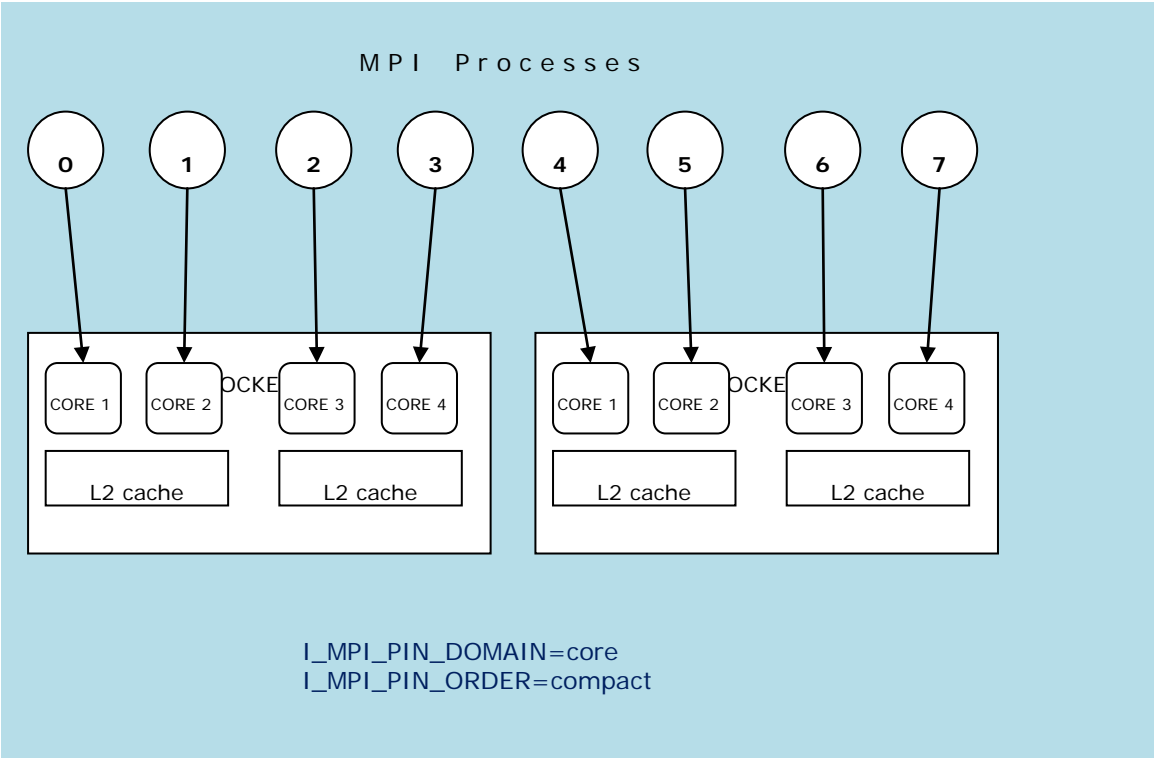 MPI Processes
0 1 2 3 4 5 6 7
CORE 1 CORE 2 OCKE CORE 3 CORE 4 CORE 1 CORE 2 OCKE CORE 3 CORE 4
L2 cache L2 cache L2 cache L2 cache
I_MPI_PIN_DOMAIN=core
I_MPI_PIN_ORDER=compact